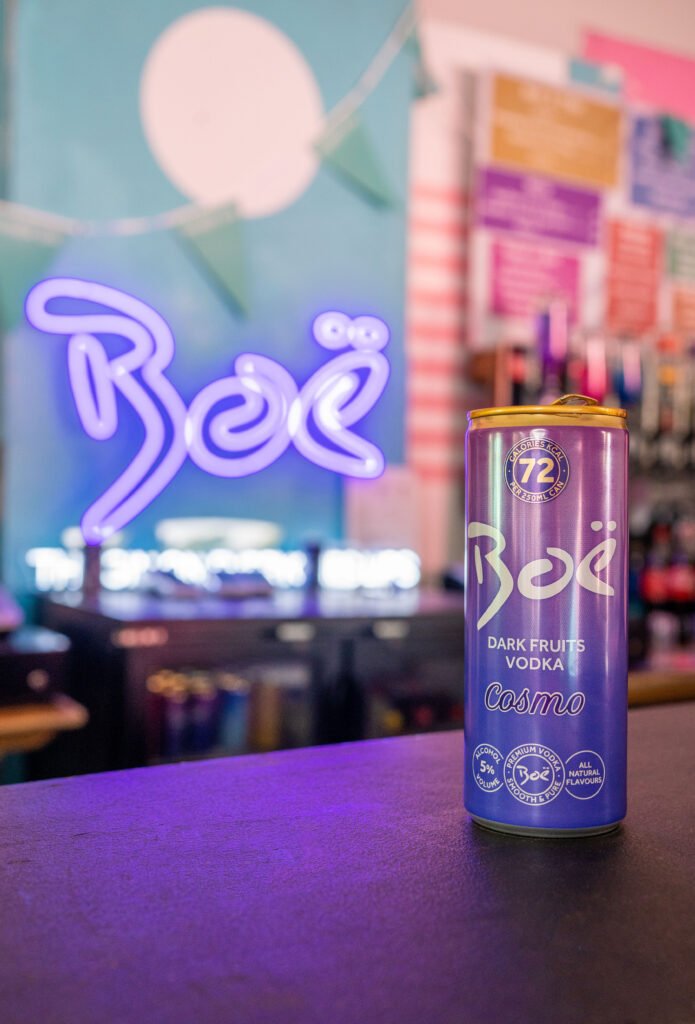 Boë
CALORIES KCAL
72
PER 250ML CAN
Boë
DARK FRUITS
VODKA
Cosmo
ALCOHOL
5%
VOLUME
PREMIUM VODKA
Boë
SMOOTH & PURE
ALL
NATURAL
FLAVOURS